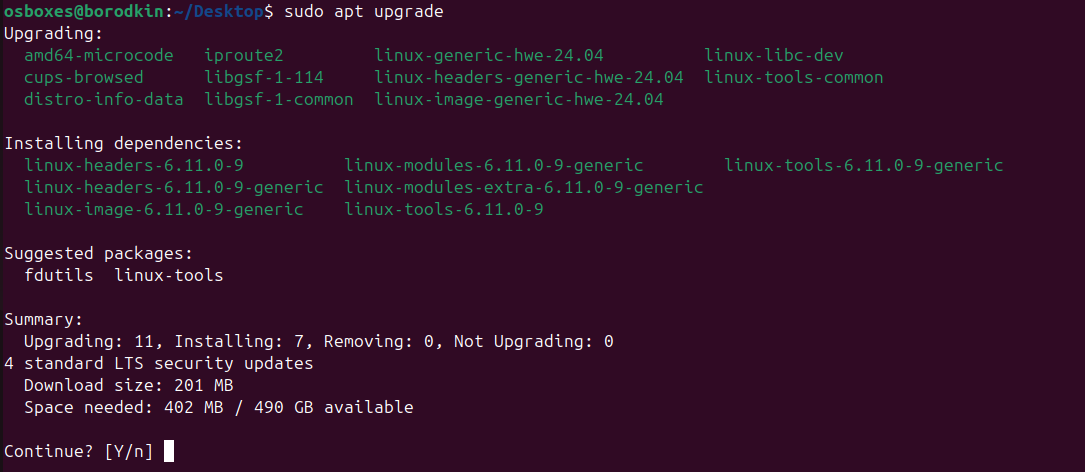 osboxes@borodkin:~/Desktop$ sudo apt upgrade
Upgrading:
amd64-microcode iproute2 linux-generic-hwe-24.04 linux-libc-dev
cups-browsed libgsf-1-114 linux-headers-generic-hwe-24.04 linux-tools-common
distro-info-data libgsf-1-common linux-image-generic-hwe-24.04
Installing dependencies:
linux-headers-6.11.0-9 linux-modules-6.11.0-9-generic linux-tools-6.11.0-9-generic
linux-headers-6.11.0-9-generic linux-modules-extra-6.11.0-9-generic
linux-image-6.11.0-9-generic linux-tools-6.11.0-9
Suggested packages:
fdutils linux-tools
Summary:
Upgrading: 11, Installing: 7, Removing: 0, Not Upgrading: 0
4 standard LTS security updates
Download size: 201 MB
Space needed: 402 MB / 490 GB available
Continue? [Y/n]